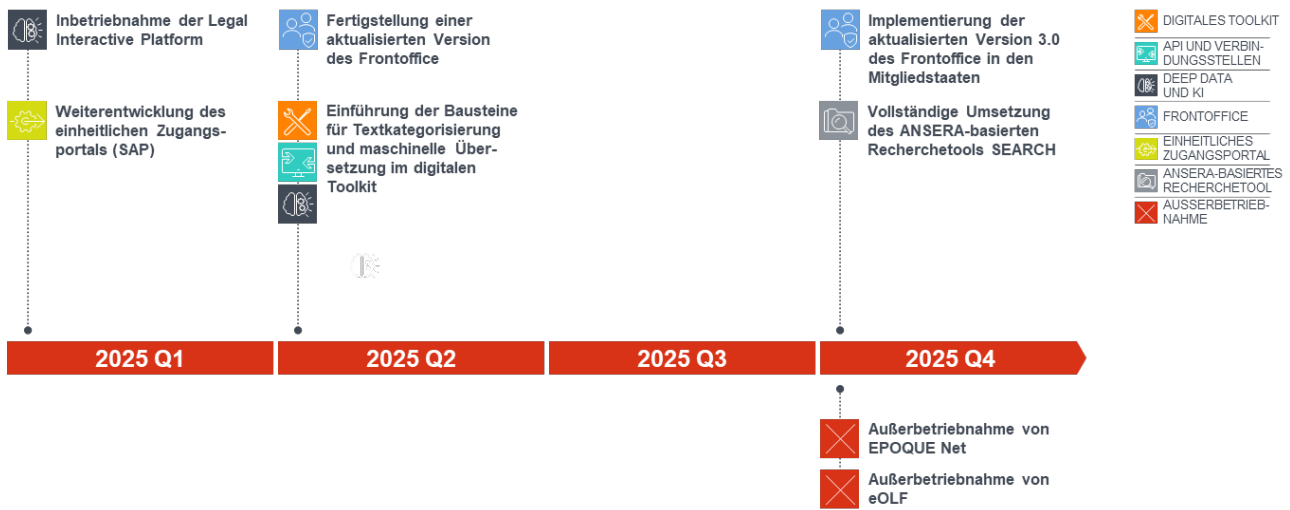 Inbetriebnahme der Legal
Interactive Platform
Weiterentwicklung des
einheitlichen Zugangs-
portals (SAP)
Fertigstellung einer
aktualisierten Version
des Frontoffice
Einführung der Bausteine
für Textkategorisierung
und maschinelle Über-
setzung im digitalen
Toolkit
Implementierung der
aktualisierten Version 3.0
des Frontoffice in den
Mitgliedstaaten
Vollständige Umsetzung
des ANSERA-basierten
Recherchetools SEARCH
DIGITALES TOOLKIT
API UND VERBIN-
DUNGSSTELLEN
DEEP DATA
UND KI
FRONTOFFICE
EINHEITLICHES
ZUGANGSPORTAL
ANSERA-BASIERTES
RECHERCHETOOL
AUSSERBETRIEB-
NAHME
2025 Q1
2025 Q2
2025 Q3
2025 Q4
Außerbetriebnahme von
EPOQUE Net
Außerbetriebnahme von
eOLF